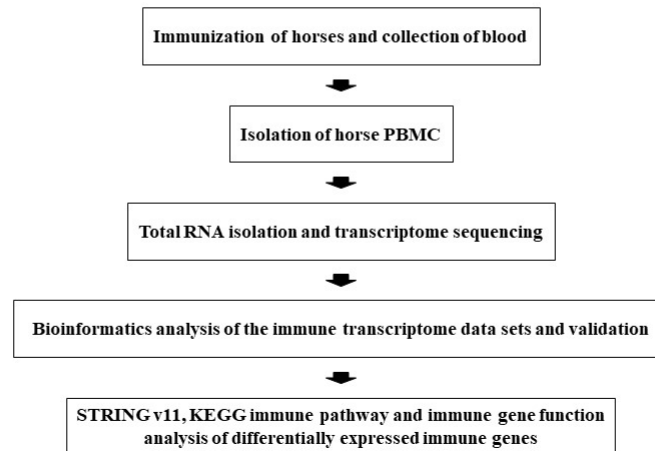 Immunization of horses and collection of blood
Isolation of horse PBMC
Total RNA isolation and transcriptome sequencing
Bioinformatics analysis of the immune transcriptome data sets and validation
STRING v11, KEGG immune pathway and immune gene function
analysis of differentially expressed immune genes